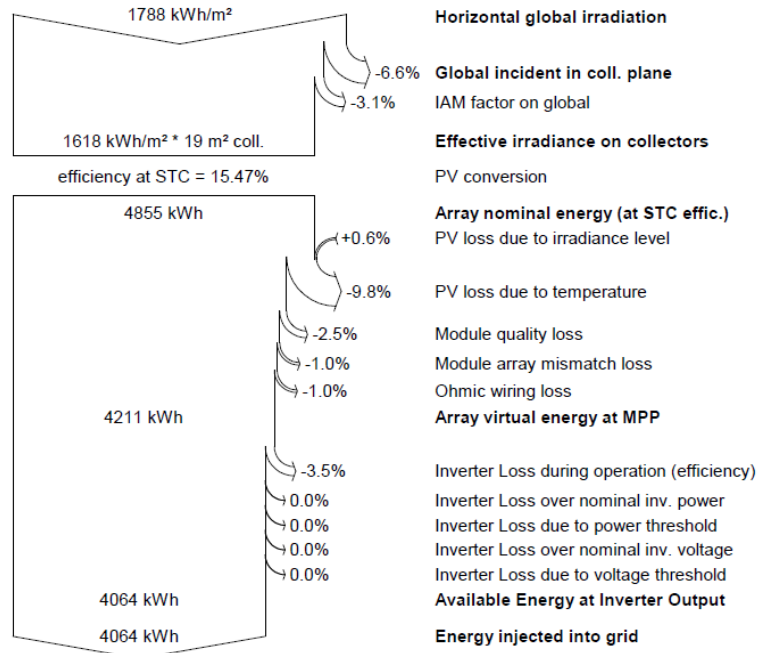 1788 kWh/m² Horizontal global irradiation
-6.6% Global incident in coll. plane
-3.1% IAM factor on global
1618 kWh/m² * 19 m² coll. Effective irradiance on collectors
efficiency at STC = 15.47% PV conversion
4855 kWh Array nominal energy (at STC effic.)
+0.6% PV loss due to irradiance level
-9.8% PV loss due to temperature
-2.5% Module quality loss
-1.0% Module array mismatch loss
-1.0% Ohmic wiring loss
4211 kWh Array virtual energy at MPP
-3.5% Inverter Loss during operation (efficiency)
0.0% Inverter Loss over nominal inv. power
0.0% Inverter Loss due to power threshold
0.0% Inverter Loss over nominal inv. voltage
0.0% Inverter Loss due to voltage threshold
4064 kWh Available Energy at Inverter Output
4064 kWh Energy injected into grid